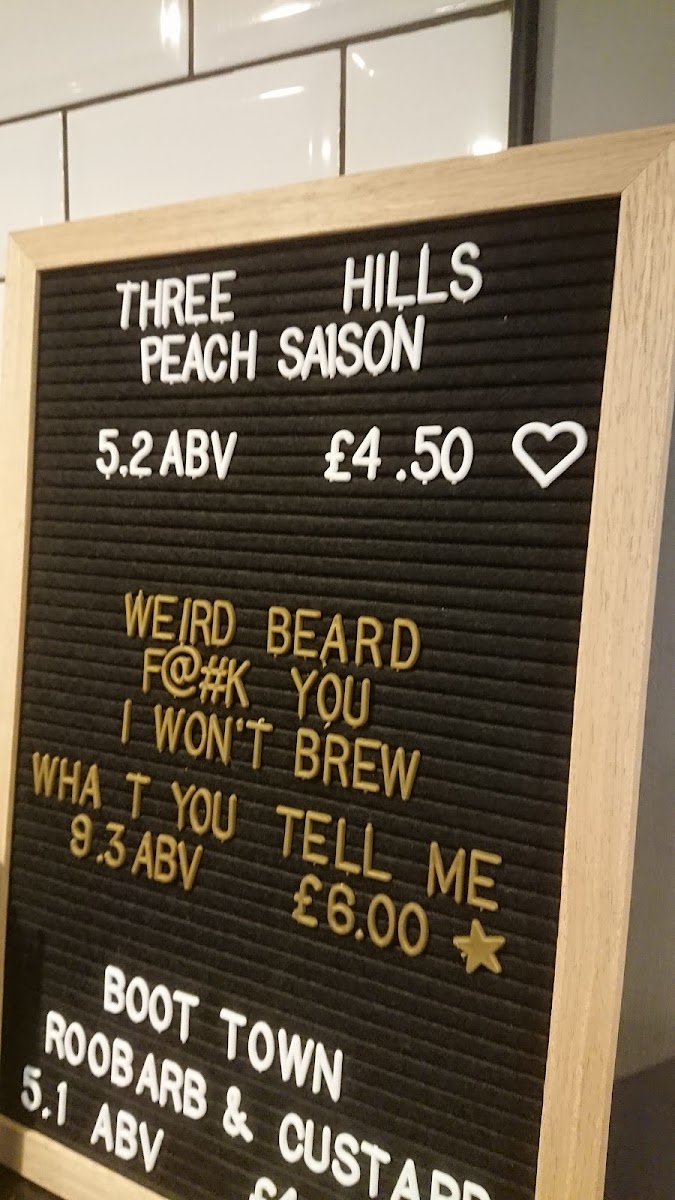 THREE HILLS
PEACH SAISON
5.2 ABV £4.50
WEIRD BEARD
F@#K YOU
I WON'T BREW
WHA T YOU TELL ME
9.3 ABV £6.00
BOOT TOWN
ROOBARB & CUSTARD
5.1 ABV